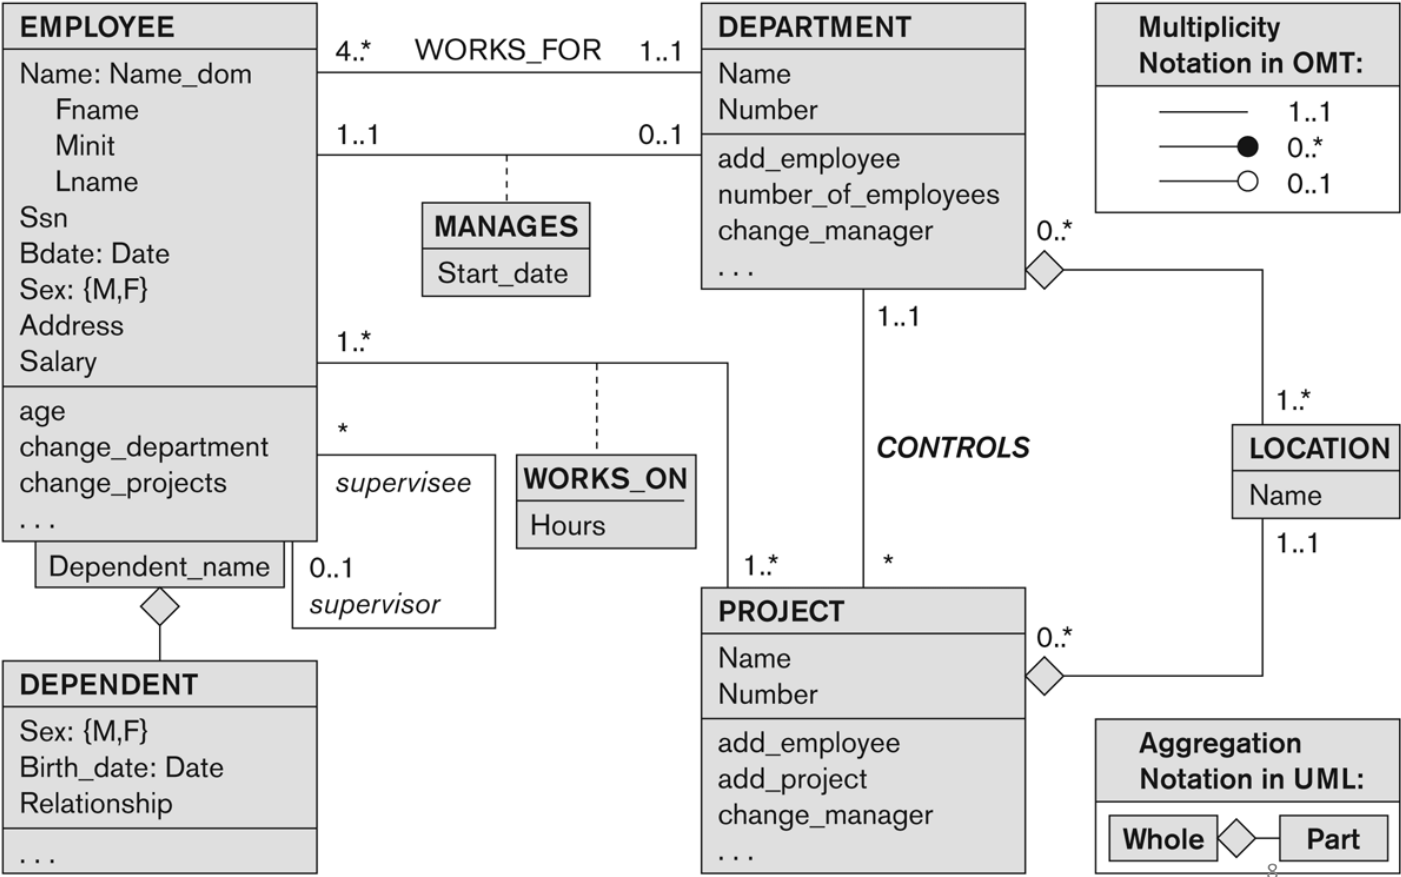 EMPLOYEE
Name: Name_dom
Fname
Minit
Lname
Ssn
Bdate: Date
Sex: {M,F}
Address
Salary
age
change_department
change_projects
. . .
Dependent_name
DEPENDENT
Sex: {M,F}
Birth_date: Date
Relationship
. . .
4..* WORKS_FOR 1..1
1..1 0..1
MANAGES
Start_date
1..*
*
supervisee
0..1
supervisor
WORKS_ON
Hours
1..*
DEPARTMENT
Name
Number
add_employee
number_of_employees
change_manager
. . .
0..*
1..1
CONTROLS
*
PROJECT
Name
Number
add_employee
add_project
change_manager
. . .
0..*
1..*
LOCATION
Name
1..1
Multiplicity
Notation in OMT:
1..1
0..*
0..1
Aggregation
Notation in UML:
Whole Part
8